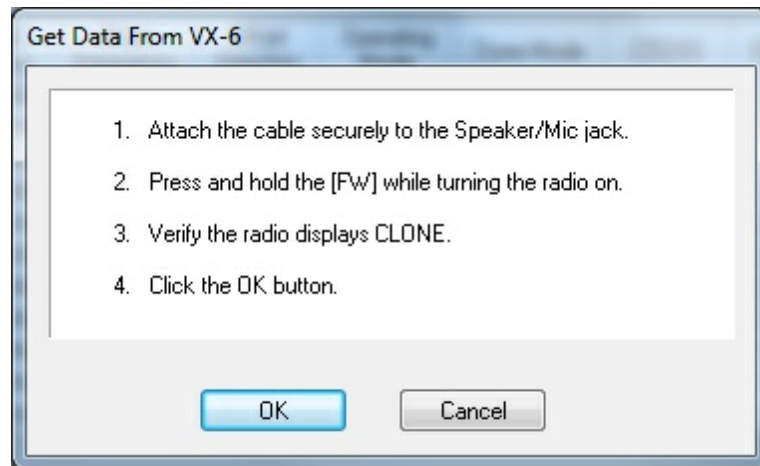 Get Data From VX-6
1. Attach the cable securely to the Speaker/Mic jack.
2. Press and hold the [FW] while turning the radio on.
3. Verify the radio displays CLONE.
4. Click the OK button.
OK
Cancel